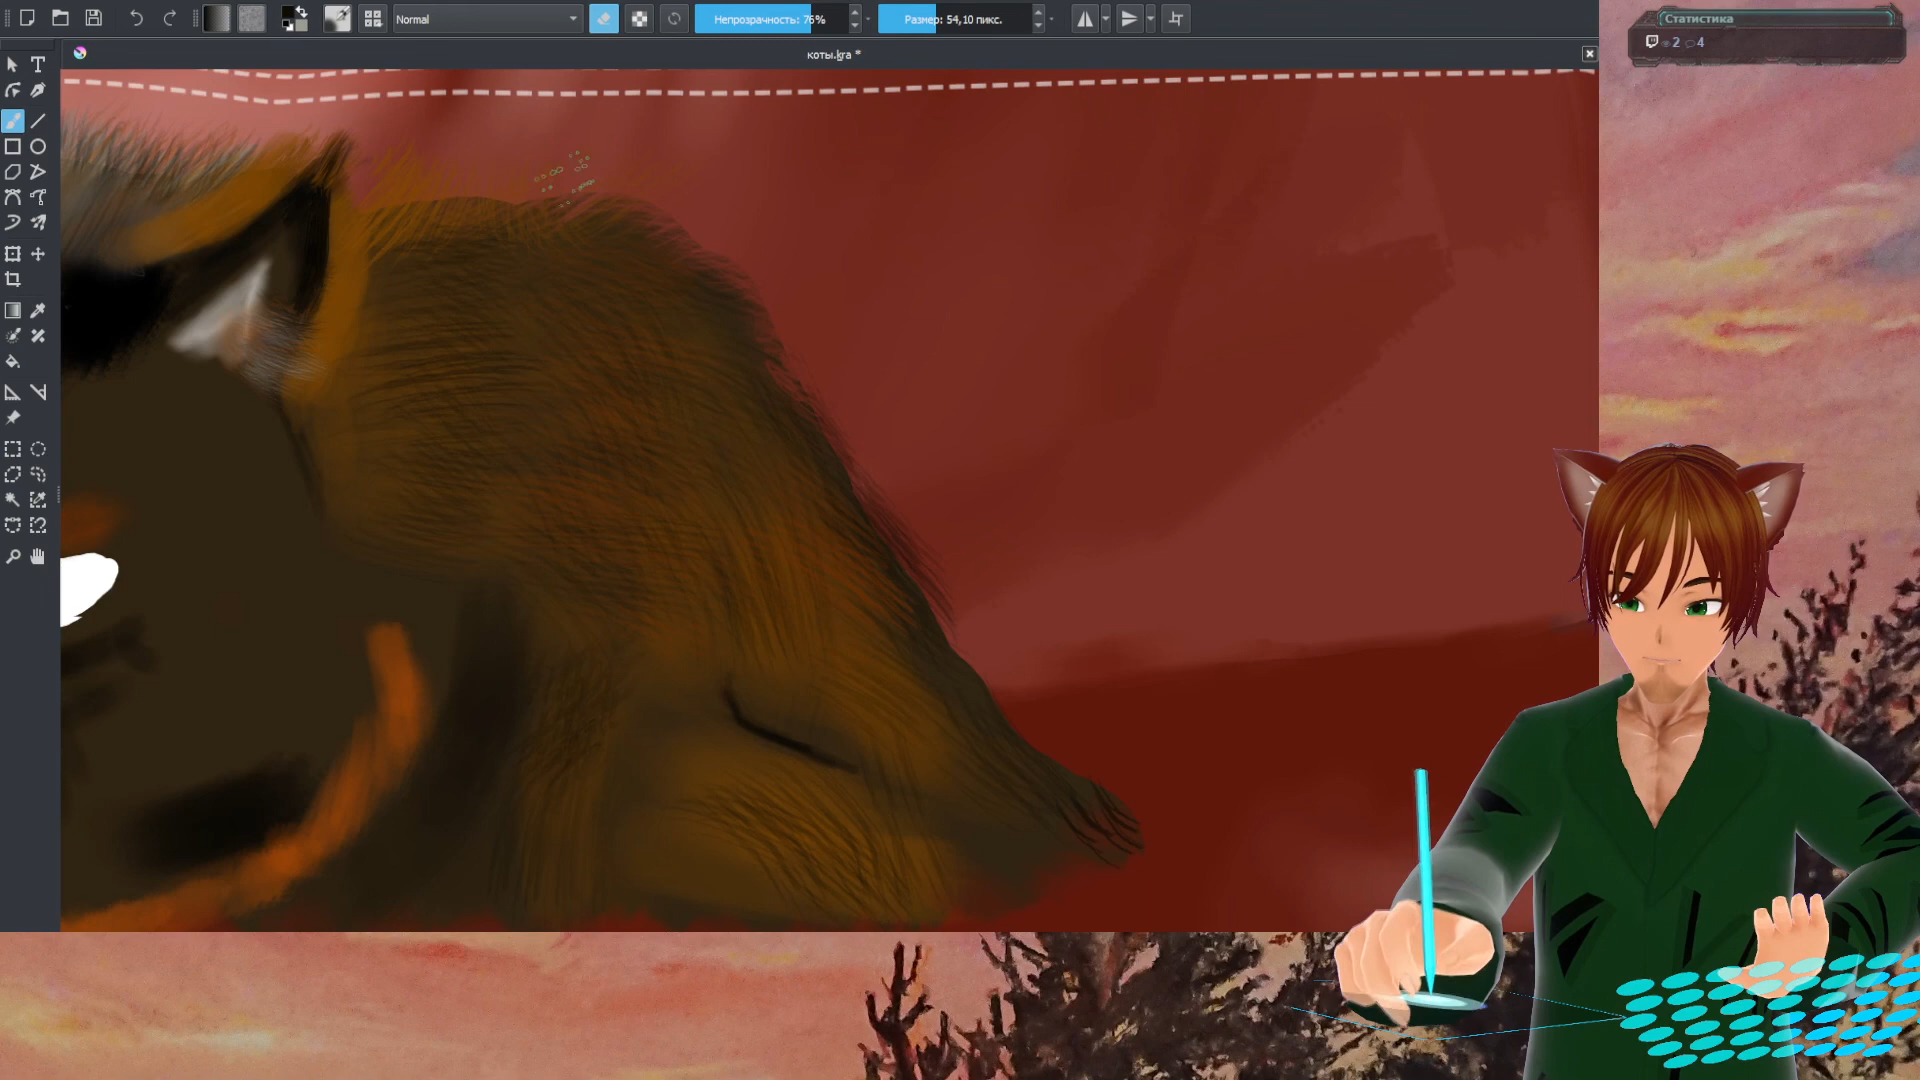 Normal
Непрозрачность: 76%
Размер: 54,10 пикс.
коты.kra *
Статистика
2 4